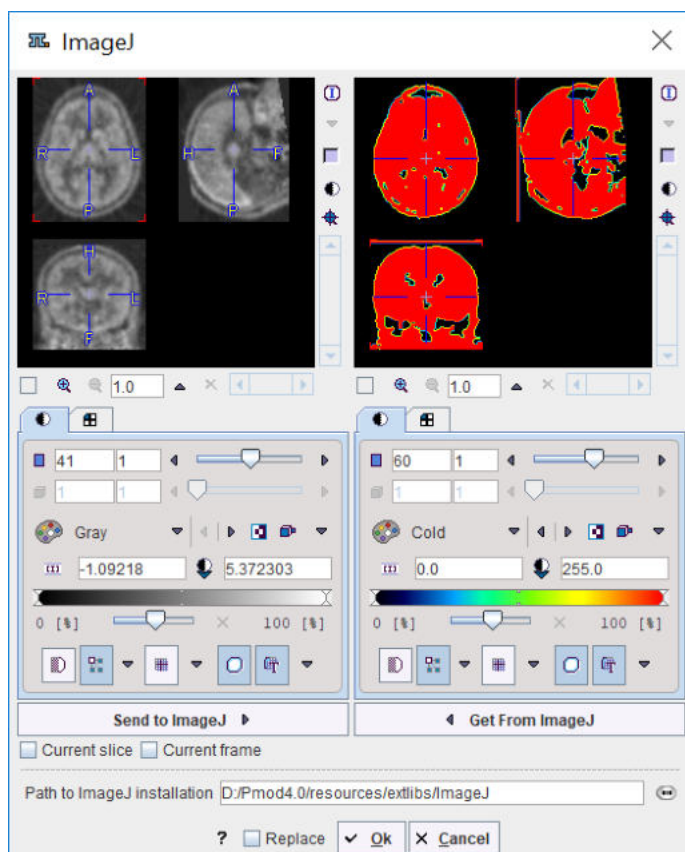 ImageJ
A A
R L H F
P P
H
R L
F
1.0 1.0
41 1 60 1
1 1 1 1
Gray Cold
-1.09218 5.372303 0.0 255.0
0 [%] 100 [%] 0 [%] 100 [%]
Send to ImageJ Get From ImageJ
Current slice Current frame
Path to ImageJ installation D:/Pmod4.0/resources/extlibs/ImageJ
? Replace Ok Cancel